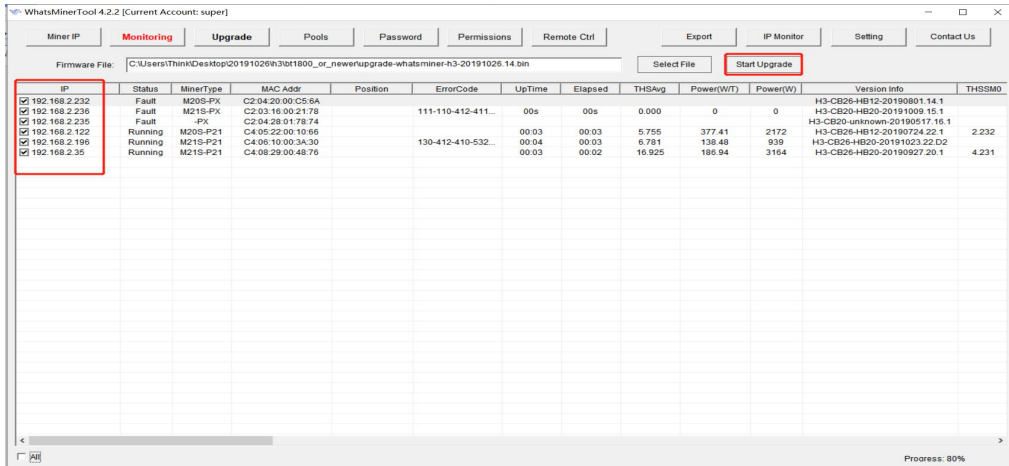 WhatsMinerTool 4.2.2 [Current Account: super]
Miner IP Monitoring Upgrade Pools Password Permissions Remote Ctrl Export IP Monitor Setting Contact Us
Firmware File: C:\Users\Think\Desktop\20191026\h3\bt1800_or_newer\upgrade-whatsminer-h3-20191026.14.bin Select File Start Upgrade
IP Status MinerType MAC Addr Position ErrorCode UpTime Elapsed THSAvg Power(W/T) Power(W) Version Info THSSM0
192.168.2.232 Fault M20S-PX C2:04:20:00:C5:6A H3-CB26-HB12-20190801.14.1
192.168.2.236 Fault M21S-PX C2:03:16:00:21:78 111-110-412-411... 00s 00s 0.000 0 0 H3-CB26-HB20-20191009.15.1
192.168.2.235 Fault -PX C2:04:28:01:78:74 H3-CB20-unknown-20190517.16.1
192.168.2.122 Running M20S-P21 C4:05:22:00:10:66 00:03 00:03 5.755 377.41 2172 H3-CB26-HB12-20190724.22.1 2.232
192.168.2.196 Running M21S-P21 C4:06:10:00:3A:30 130-412-410-532... 00:04 00:03 6.781 138.48 939 H3-CB26-HB20-20191023.22.D2
192.168.2.35 Running M21S-P21 C4:08:29:00:48:76 00:03 00:02 16.925 186.94 3164 H3-CB26-HB20-20190927.20.1 4.231
All
Progress: 80%